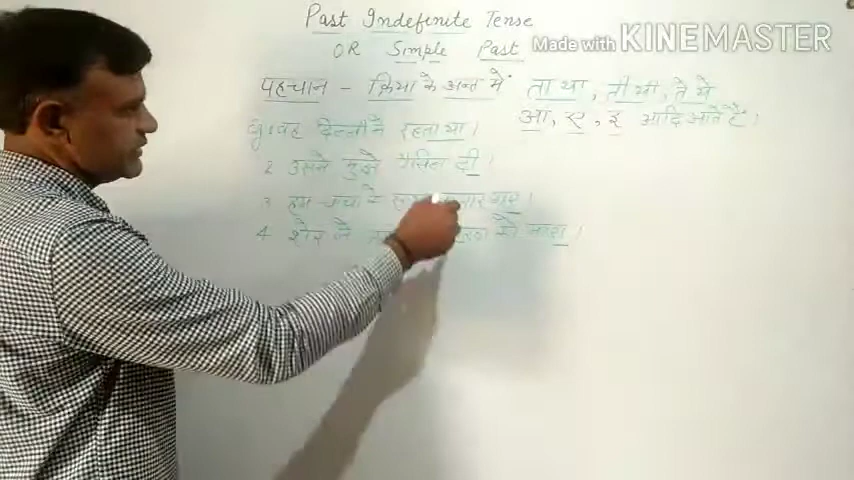 Past Indefinite Tense
OR Simple Past
Made with KINEMASTER
पहचान - क्रिया के अन्त में ता था, ती थी, ते थे
आ, ए, इ आदि आते हैं।
वह दिल्ली में रहता था।
2 उसने मुझे पेंसिल दी।
3
4 शेर ने को मारा।